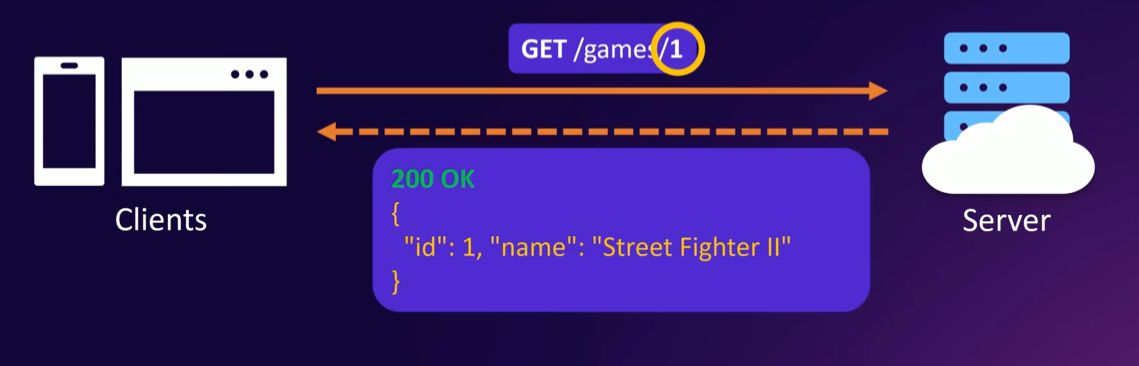 GET /games/1
200 OK
{
"id": 1, "name": "Street Fighter II"
}
Clients
Server